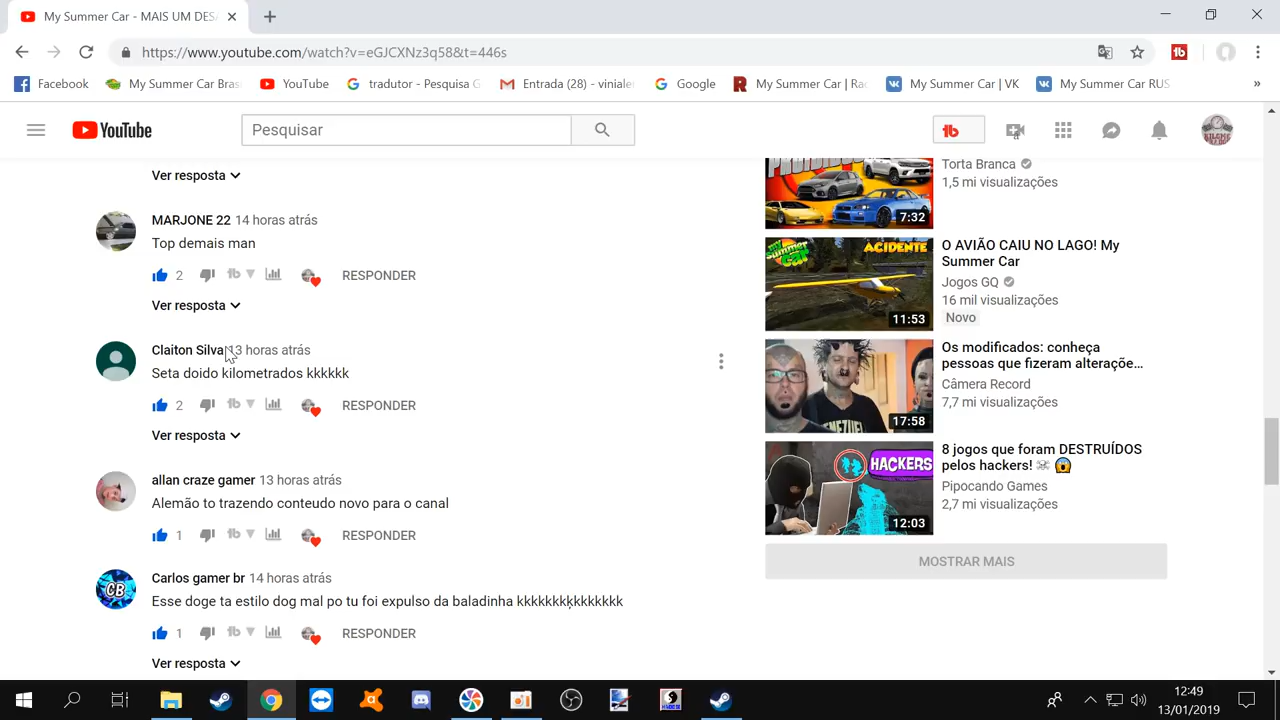 My Summer Car - MAIS UM DES
https://www.youtube.com/watch?v=eGJCXNz3q58&t=446s
Facebook
My Summer Car Bras
YouTube
tradutor - Pesquisa G
Entrada (28) - vinialer
Google
My Summer Car | Rac
My Summer Car | VK
My Summer Car RUS
»
YouTube
Pesquisar
Ver resposta
MARJONE 22 14 horas atrás
Top demais man
2 RESPONDER
Ver resposta
Claiton Silva 13 horas atrás
Seta doido kilometrados kkkkkk
2 RESPONDER
Ver resposta
allan craze gamer 13 horas atrás
Alemão to trazendo conteudo novo para o canal
1 RESPONDER
Carlos gamer br 14 horas atrás
Esse doge ta estilo dog mal po tu foi expulso da baladinha kkkkkkkkkkkkkkk
1 RESPONDER
Ver resposta
Torta Branca
1,5 mi visualizações
7:32
O AVIÃO CAIU NO LAGO! My
Summer Car
Jogos GQ
16 mil visualizações
Novo
my summer car
ACIDENTE
11:53
Os modificados: conheça
pessoas que fizeram alteraçõe...
Câmera Record
7,7 mi visualizações
17:58
8 jogos que foram DESTRUÍDOS
pelos hackers! ☠ 😱
Pipocando Games
2,7 mi visualizações
HACKERS
12:03
MOSTRAR MAIS
12:49
13/01/2019